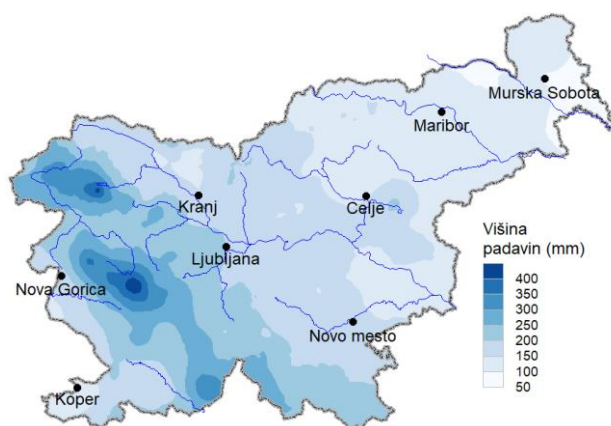 Murska Sobota
Maribor
Kranj
Celje
Ljubljana
Nova Gorica
Novo mesto
Koper
Višina
padavin (mm)
400
350
300
250
200
150
100
50